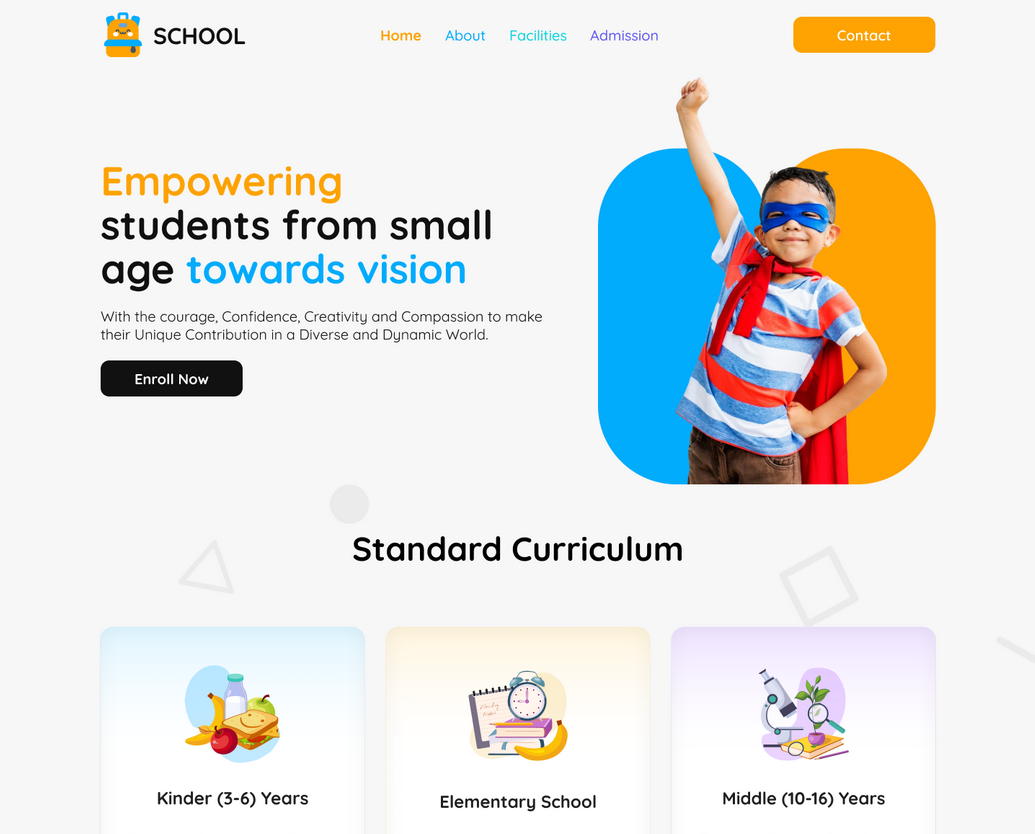 SCHOOL
Home
About
Facilities
Admission
Contact
Empowering
students from small
age towards vision
With the courage, Confidence, Creativity and Compassion to make
their Unique Contribution in a Diverse and Dynamic World.
Enroll Now
Standard Curriculum
Kinder (3-6) Years
Elementary School
Middle (10-16) Years